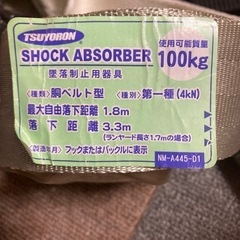 TSUYORON
SHOCK ABSORBER
使用可能質量
100kg
墜落制止用器具
〈種類〉胴ベルト型 〈種別〉第一種(4kN)
最大自由落下距離 1.8m
落下距離 3.3m
(ランヤード長さ1.7mの場合)
〈製造年月〉フックまたはバックルに表示
NM-A445-D1